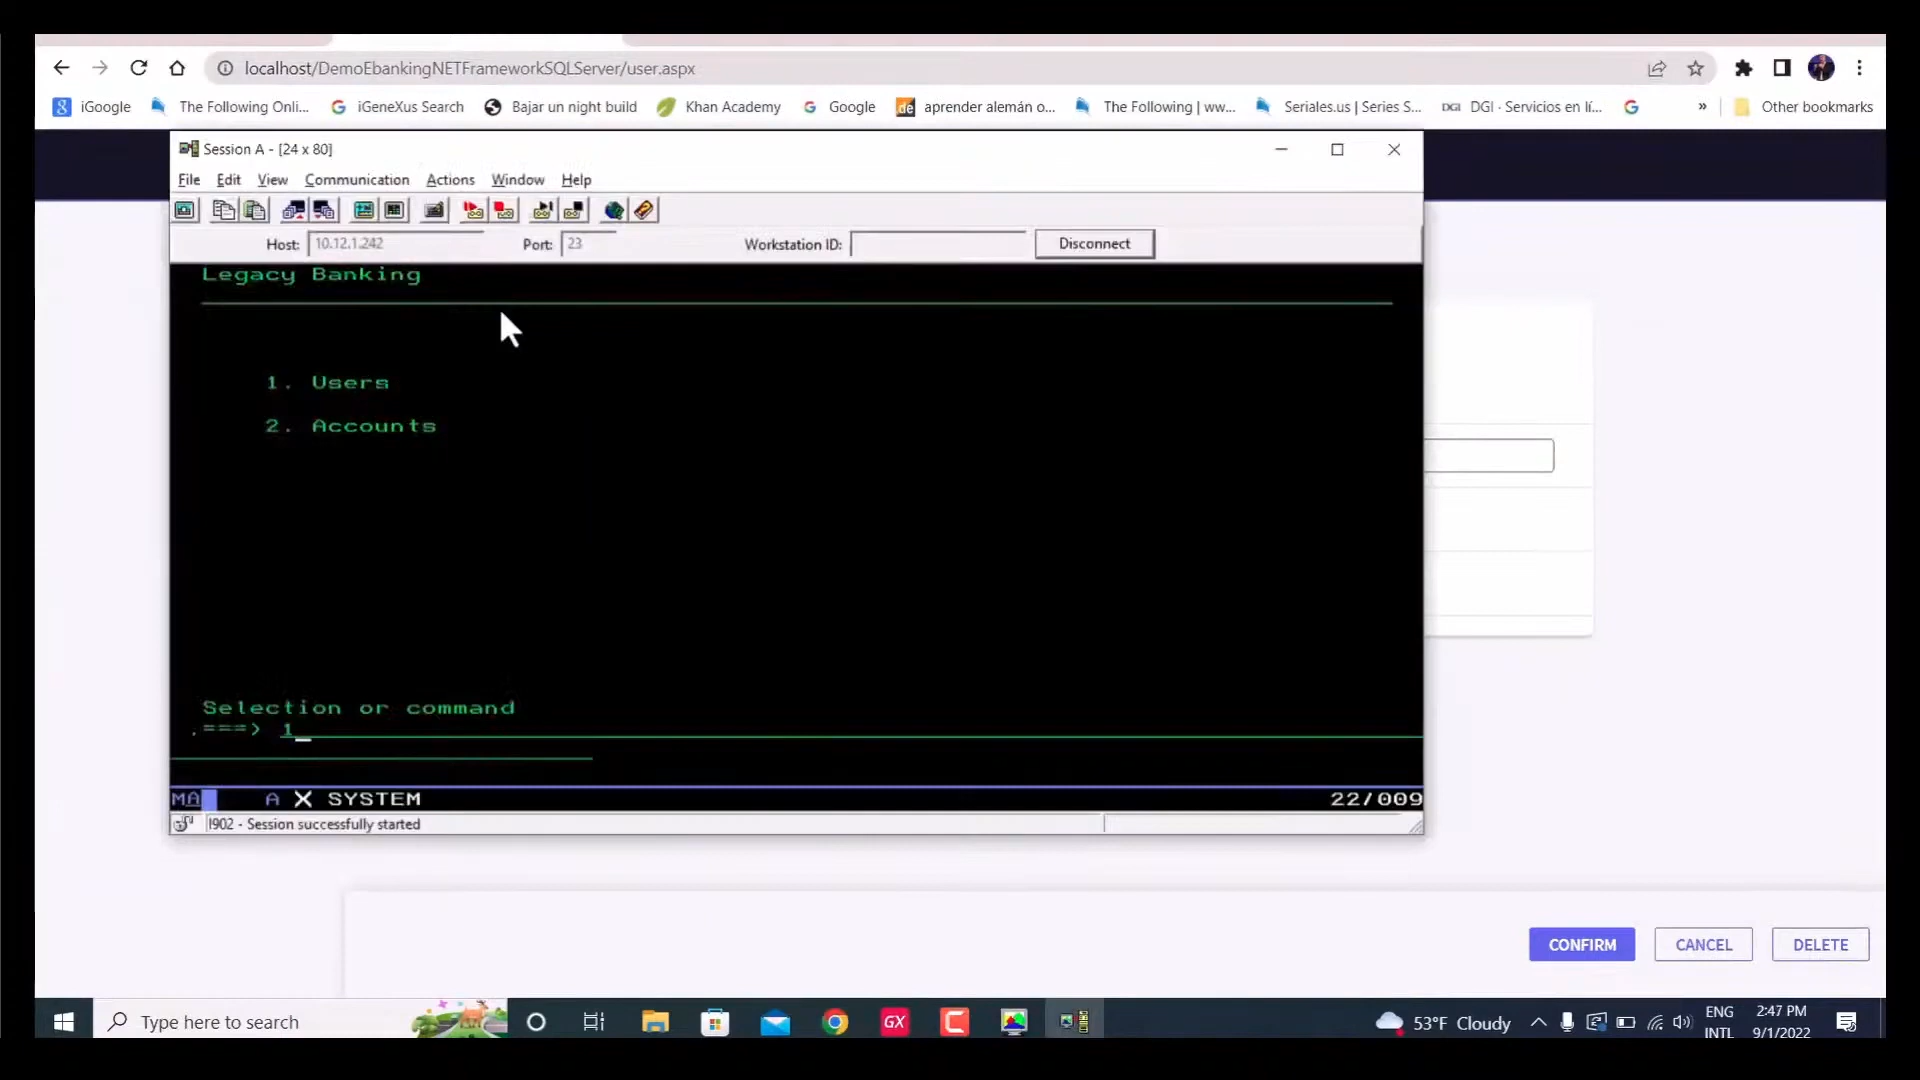 localhost/DemoEbankingNETFrameworkSQLServer/user.aspx
iGoogle The Following Onli... iGeneXus Search Bajar un night build Khan Academy Google aprender alemán o... The Following | ww... Seriales.us | Series S... DGI DGI - Servicios en lí... » Other bookmarks
Session A - [24 x 80]
File Edit View Communication Actions Window Help
Host: 10.12.1.242 Port: 23 Workstation ID: Disconnect
Legacy Banking
1. Users
2. Accounts
Selection or command
===> 1
MA A X SYSTEM 22/009
I902 - Session successfully started
CONFIRM CANCEL DELETE
Type here to search GX 53°F Cloudy ENG 2:47 PM
INTL 9/1/2022